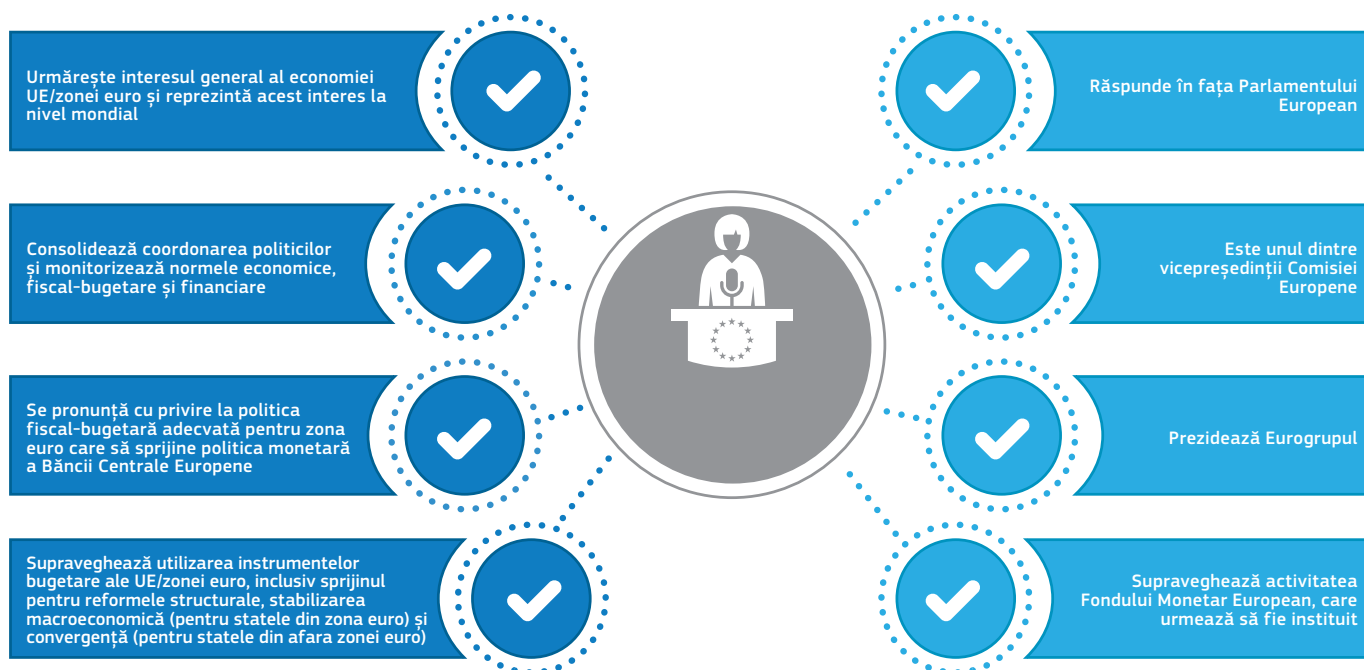 Urmărește interesul general al economiei
UE/zonei euro și reprezintă acest interes la
nivel mondial
Consolidează coordonarea politicilor
și monitorizează normele economice,
fiscal-bugetare și financiare
Se pronunță cu privire la politica
fiscal-bugetară adecvată pentru zona
euro care să sprijine politica monetară
a Băncii Centrale Europene
Supraveghează utilizarea instrumentelor
bugetare ale UE/zonei euro, inclusiv sprijinul
pentru reformele structurale, stabilizarea
macroeconomică (pentru statele din zona euro) și
convergență (pentru statele din afara zonei euro)
Răspunde în fața Parlamentului
European
Este unul dintre
vicepreședinții Comisiei
Europene
Prezidează Eurogrupul
Supraveghează activitatea
Fondului Monetar European, care
urmează să fie instituit